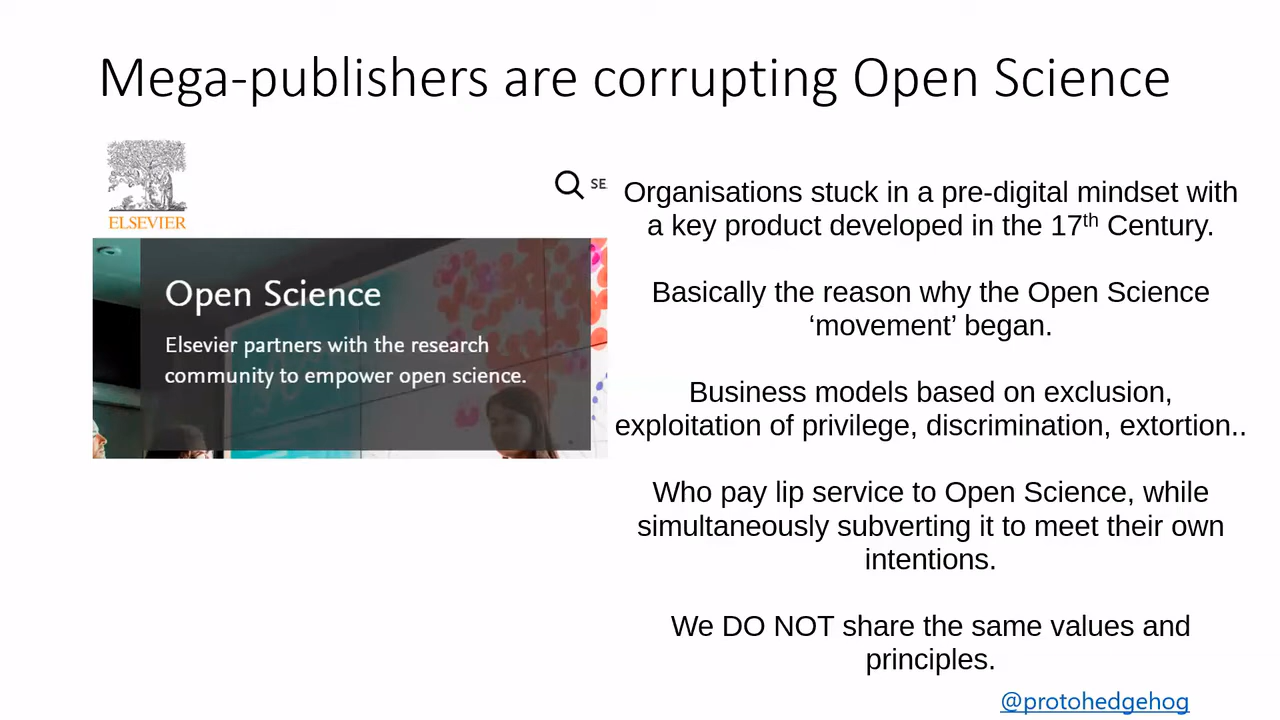 Mega-publishers are corrupting Open Science
ELSEVIER
SE
Open Science
Elsevier partners with the research
community to empower open science.
Organisations stuck in a pre-digital mindset with
a key product developed in the 17th Century.
Basically the reason why the Open Science
‘movement’ began.
Business models based on exclusion,
exploitation of privilege, discrimination, extortion..
Who pay lip service to Open Science, while
simultaneously subverting it to meet their own
intentions.
We DO NOT share the same values and
principles.
@protohedgehog